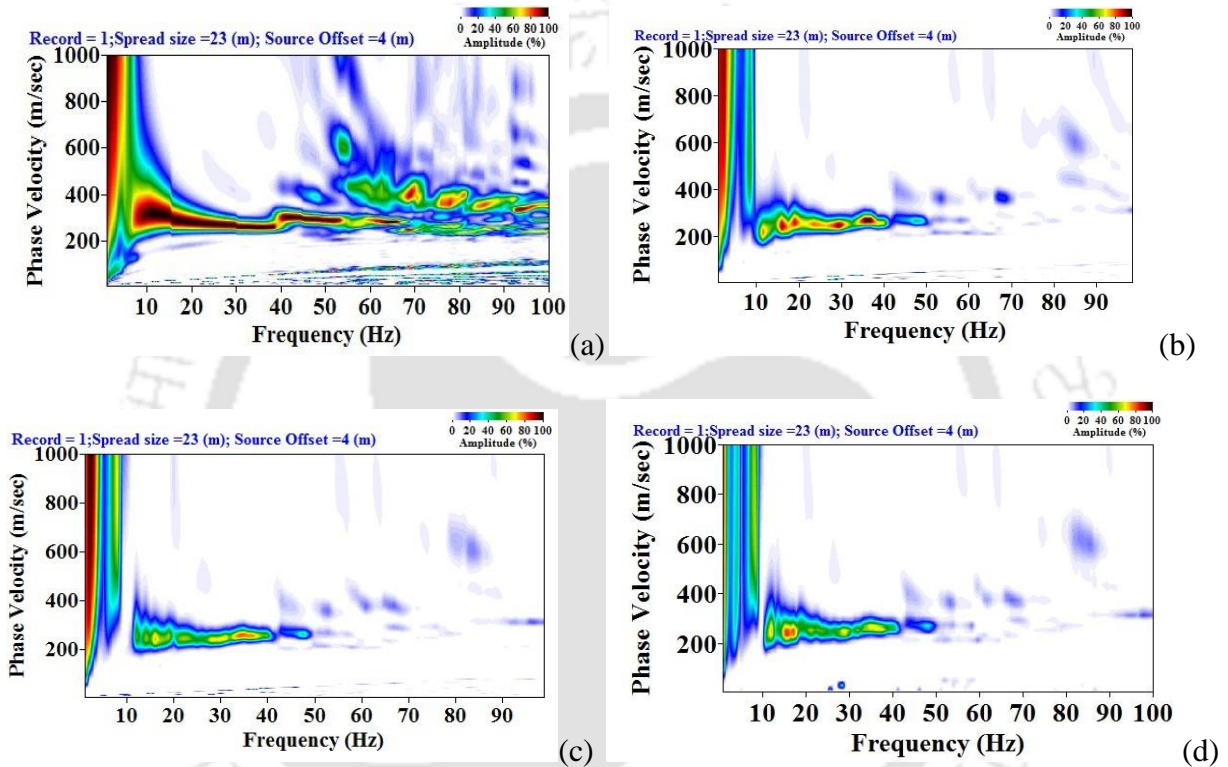 0 20 40 60 80 100
Record = 1;Spread size =23 (m); Source Offset =4 (m) Amplitude (%)
1000
800
600
400
200
Phase Velocity (m/sec)
10 20 30 40 50 60 70 80 90 100
Frequency (Hz)
(a)
0 20 40 60 80 100
Record = 1;Spread size =23 (m); Source Offset =4 (m) Amplitude (%)
1000
800
600
400
200
Phase Velocity (m/sec)
10 20 30 40 50 60 70 80 90
Frequency (Hz)
(b)
0 20 40 60 80 100
Record = 1;Spread size =23 (m); Source Offset =4 (m) Amplitude (%)
1000
800
600
400
200
Phase Velocity (m/sec)
10 20 30 40 50 60 70 80 90
Frequency (Hz)
(c)
0 20 40 60 80 100
Record = 1;Spread size =23 (m); Source Offset =4 (m) Amplitude (%)
1000
800
600
400
200
Phase Velocity (m/sec)
10 20 30 40 50 60 70 80 90 100
Frequency (Hz)
(d)